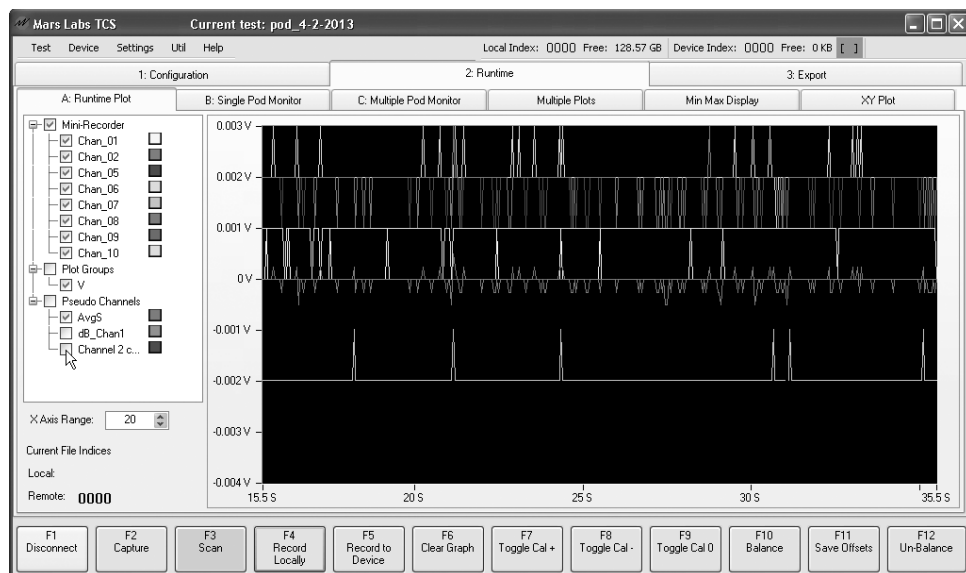 Mars Labs TCS Current test: pod_4-2-2013
Test Device Settings Util Help Local Index: 0000 Free: 128.57 GB Device Index: 0000 Free: 0 KB [ ]
1: Configuration 2: Runtime 3: Export
A: Runtime Plot B: Single Pod Monitor C: Multiple Pod Monitor Multiple Plots Min Max Display XY Plot
Mini-Recorder
Chan_01
Chan_02
Chan_05
Chan_06
Chan_07
Chan_08
Chan_09
Chan_10
Plot Groups
V
Pseudo Channels
AvgS
dB_Chan1
Channel 2 c...
X Axis Range: 20
Current File Indices
Local:
Remote: 0000
0.003 V
0.002 V
0.001 V
0 V
-0.001 V
-0.002 V
-0.003 V
-0.004 V
15.5 S 20 S 25 S 30 S 35.5 S
F1 F2 F3 F4 F5 F6 F7 F8 F9 F10 F11 F12
Disconnect Capture Scan Record Record to Clear Graph Toggle Cal + Toggle Cal - Toggle Cal 0 Balance Save Offsets Un-Balance
Locally Device